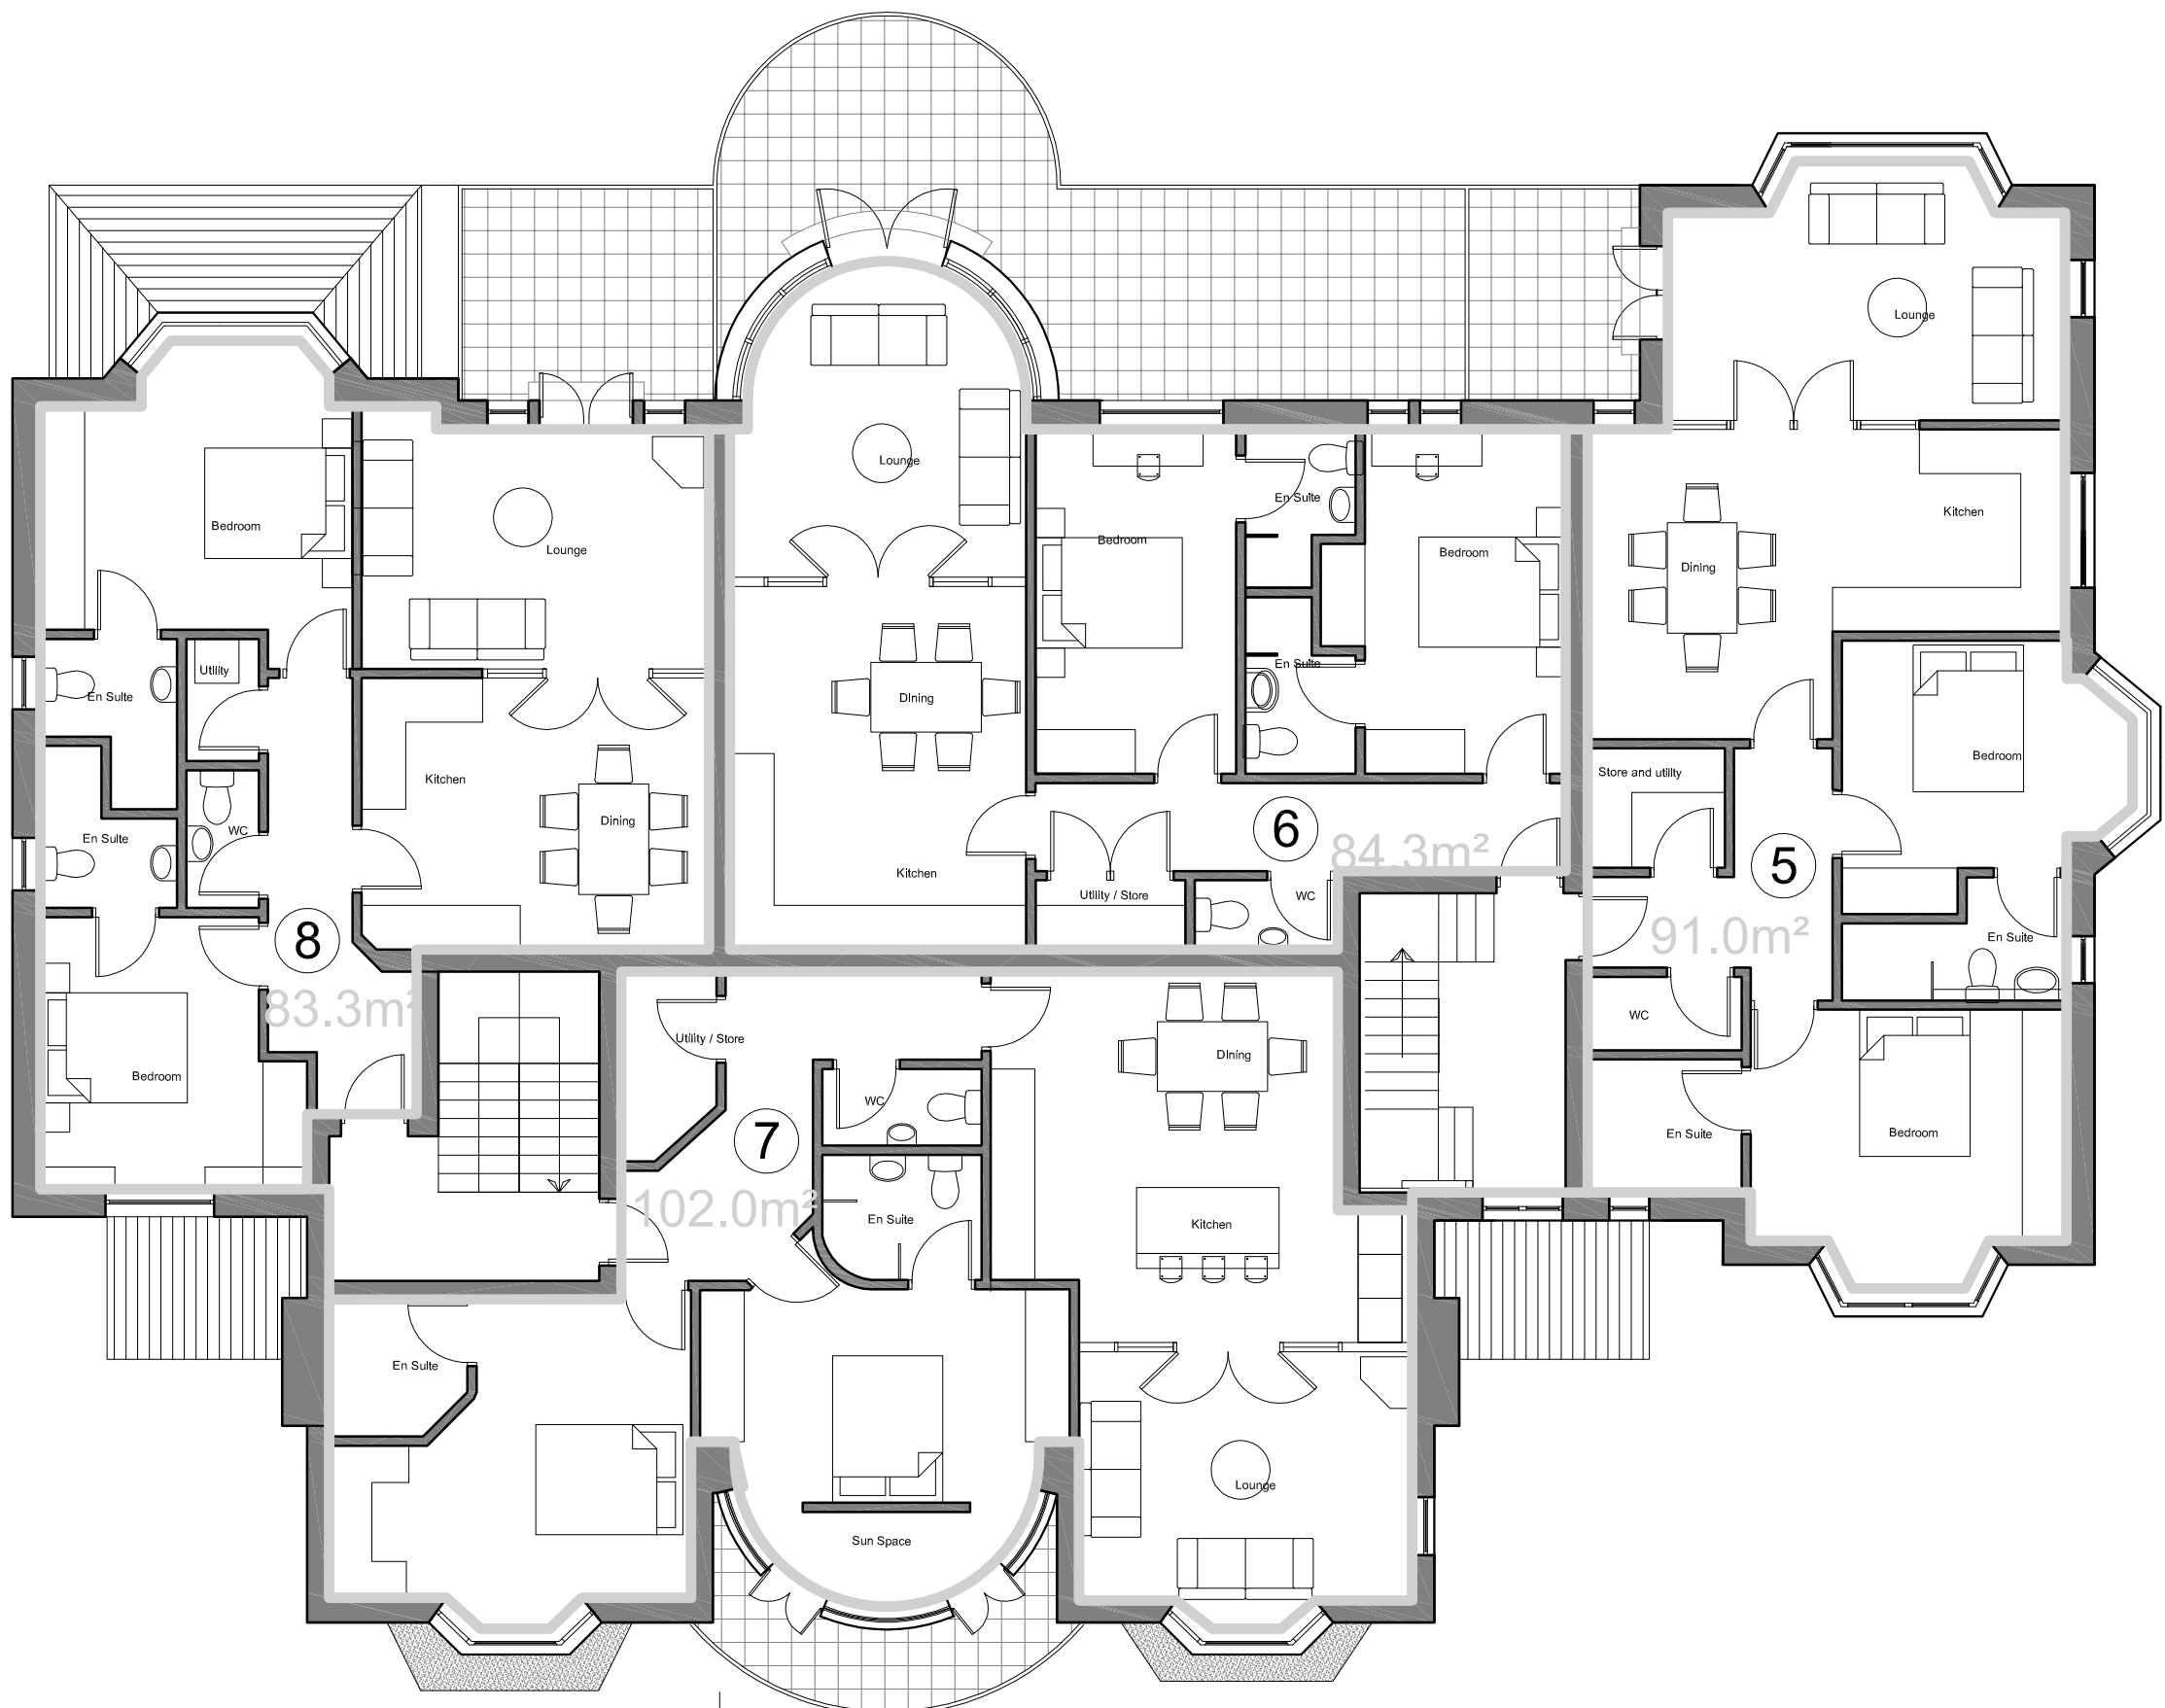 Bedroom
Lounge
Utility
En Suite
Kitchen
Dining
En Suite
WC
8
83.3m²
Bedroom
Lounge
DIning
Kitchen
Bedroom
En Suite
En Suite
Bedroom
6
84.3m²
Utility / Store
WC
Lounge
Kitchen
Dining
Store and utility
Bedroom
5
91.0m²
En Suite
WC
En Suite
Bedroom
Utility / Store
WC
7
102.0m²
En Suite
DIning
Kitchen
En Suite
Sun Space
Lounge